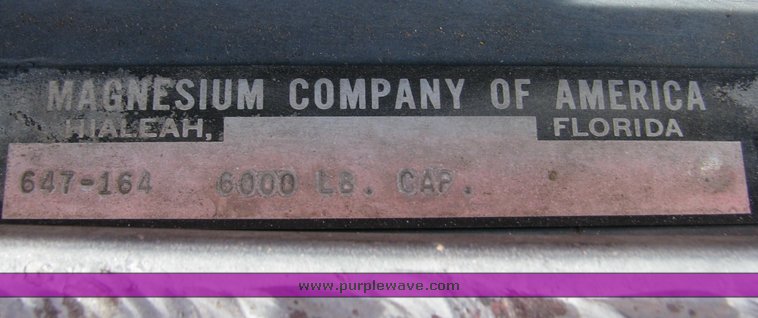 MAGNESIUM COMPANY OF AMERICA
HIALEAH, FLORIDA
647-164 6000 LB. CAP.
www.purplewave.com